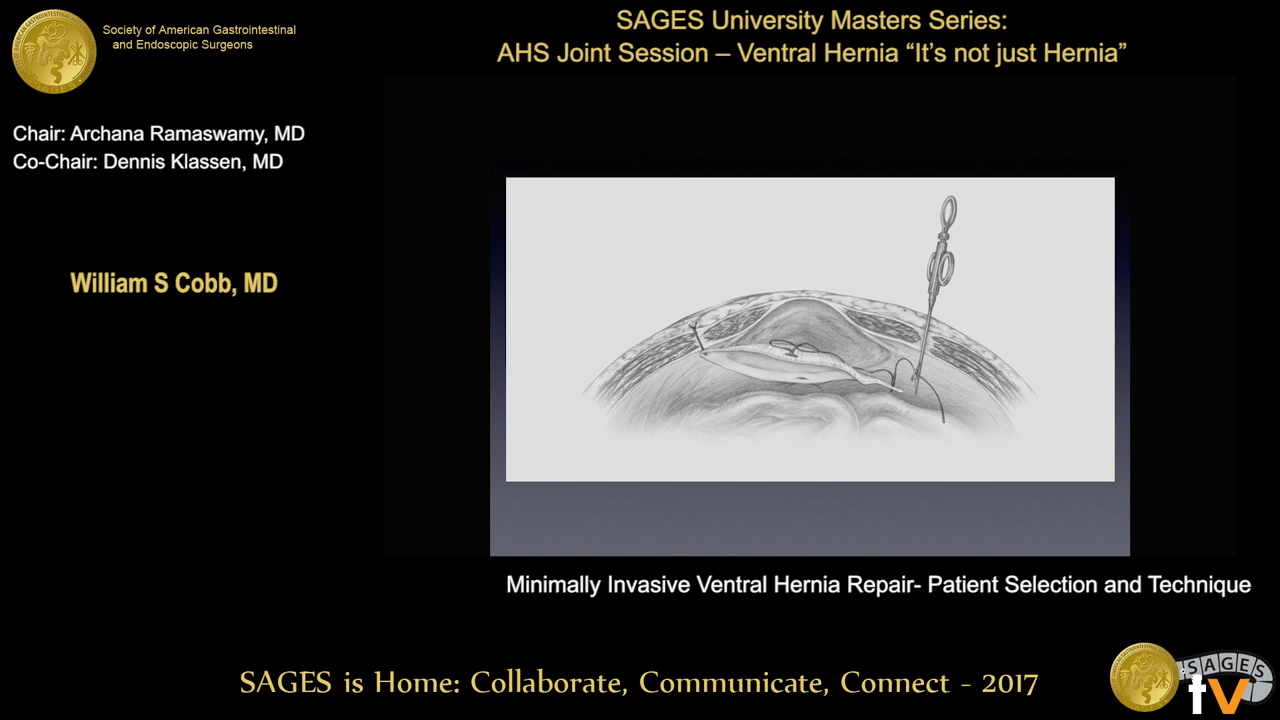 Society of American Gastrointestinal
and Endoscopic Surgeons
SAGES University Masters Series:
AHS Joint Session – Ventral Hernia “It’s not just Hernia”
Chair: Archana Ramaswamy, MD
Co-Chair: Dennis Klassen, MD
William S Cobb, MD
Minimally Invasive Ventral Hernia Repair- Patient Selection and Technique
SAGES is Home: Collaborate, Communicate, Connect - 2017
SAGES
tv